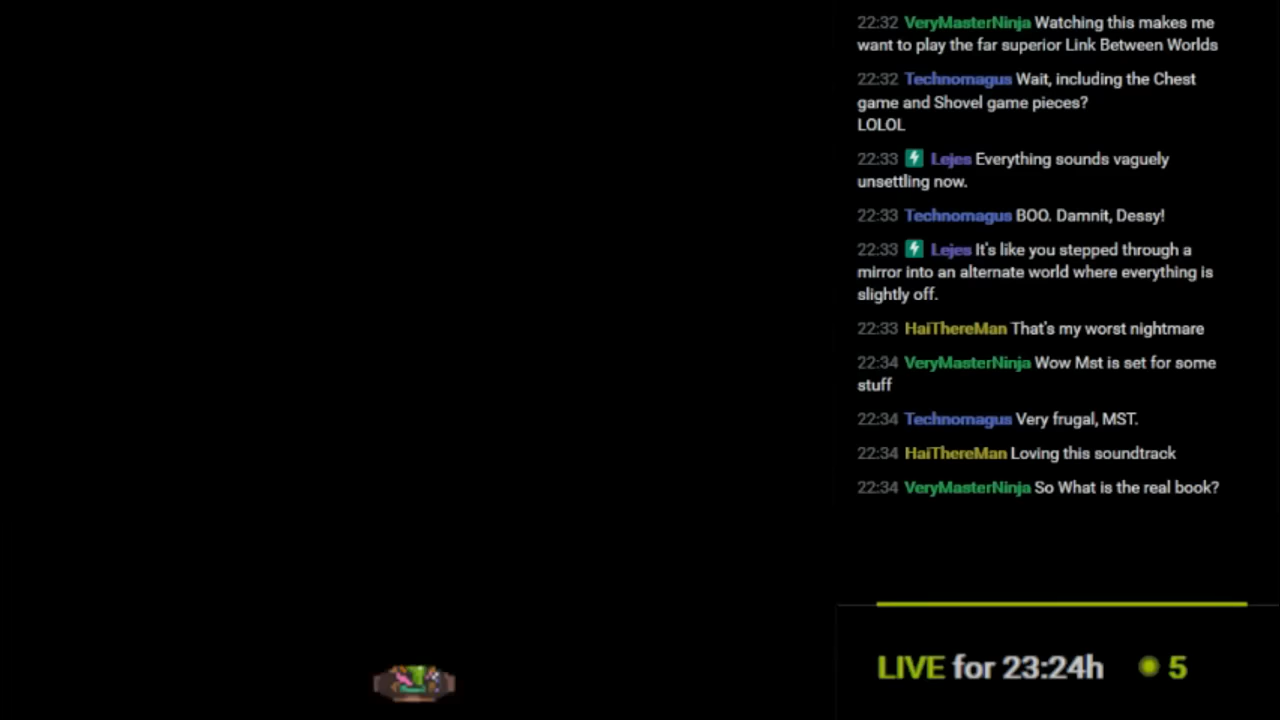 22:32 VeryMasterNinja Watching this makes me
want to play the far superior Link Between Worlds
22:32 Technomagus Wait, including the Chest
game and Shovel game pieces?
LOLOL
22:33 Lejes Everything sounds vaguely
unsettling now.
22:33 Technomagus BOO. Damnit, Dessy!
22:33 Lejes It's like you stepped through a
mirror into an alternate world where everything is
slightly off.
22:33 HaiThereMan That's my worst nightmare
22:34 VeryMasterNinja Wow Mst is set for some
stuff
22:34 Technomagus Very frugal, MST.
22:34 HaiThereMan Loving this soundtrack
22:34 VeryMasterNinja So What is the real book?
LIVE for 23:24h 5